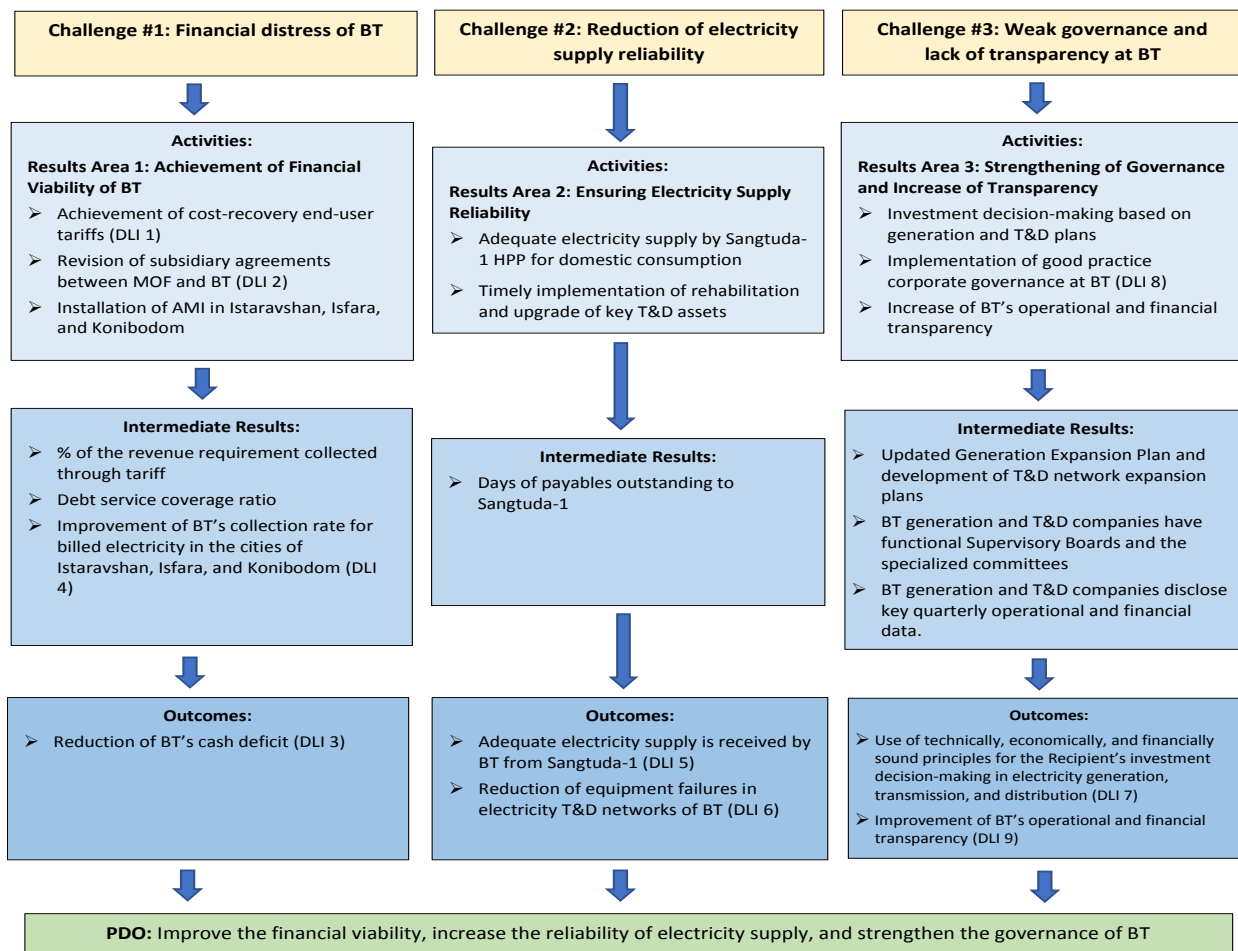 Challenge #1: Financial distress of BT
Challenge #2: Reduction of electricity
supply reliability
Challenge #3: Weak governance and
lack of transparency at BT
Activities:
Results Area 1: Achievement of Financial
Viability of BT
➢ Achievement of cost-recovery end-user
tariffs (DLI 1)
➢ Revision of subsidiary agreements
between MOF and BT (DLI 2)
➢ Installation of AMI in Istaravshan, Isfara,
and Konibodom
Activities:
Results Area 2: Ensuring Electricity Supply
Reliability
➢ Adequate electricity supply by Sangtuda-
1 HPP for domestic consumption
➢ Timely implementation of rehabilitation
and upgrade of key T&D assets
Activities:
Results Area 3: Strengthening of Governance
and Increase of Transparency
➢ Investment decision-making based on
generation and T&D plans
➢ Implementation of good practice
corporate governance at BT (DLI 8)
➢ Increase of BT’s operational and financial
transparency
Intermediate Results:
➢ % of the revenue requirement collected
through tariff
➢ Debt service coverage ratio
➢ Improvement of BT’s collection rate for
billed electricity in the cities of
Istaravshan, Isfara, and Konibodom (DLI
4)
Intermediate Results:
➢ Days of payables outstanding to
Sangtuda-1
Intermediate Results:
➢ Updated Generation Expansion Plan and
development of T&D network expansion
plans
➢ BT generation and T&D companies have
functional Supervisory Boards and the
specialized committees
➢ BT generation and T&D companies disclose
key quarterly operational and financial
data.
Outcomes:
➢ Reduction of BT’s cash deficit (DLI 3)
Outcomes:
➢ Adequate electricity supply is received by
BT from Sangtuda-1 (DLI 5)
➢ Reduction of equipment failures in
electricity T&D networks of BT (DLI 6)
Outcomes:
➢ Use of technically, economically, and financially
sound principles for the Recipient’s investment
decision-making in electricity generation,
transmission, and distribution (DLI 7)
➢ Improvement of BT’s operational and financial
transparency (DLI 9)
PDO: Improve the financial viability, increase the reliability of electricity supply, and strengthen the governance of BT